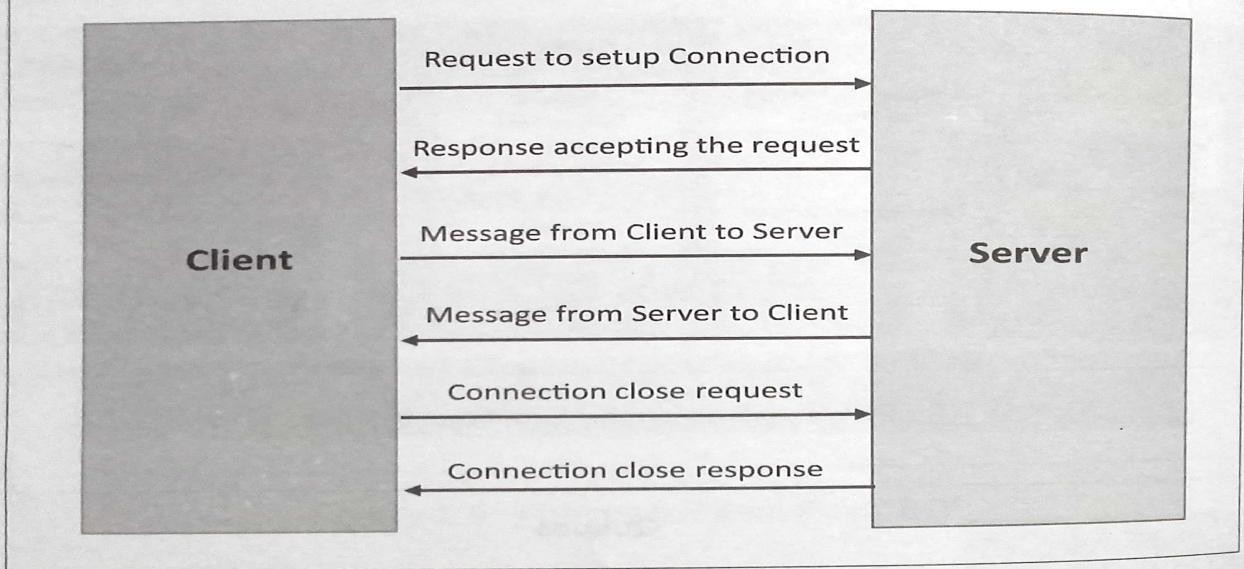 Request to setup Connection
Response accepting the request
Message from Client to Server
Client
Server
Message from Server to Client
Connection close request
Connection close response